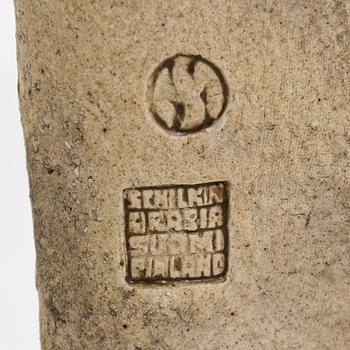 SCHILKIN
ARABIA
SUOMI
FINLAND